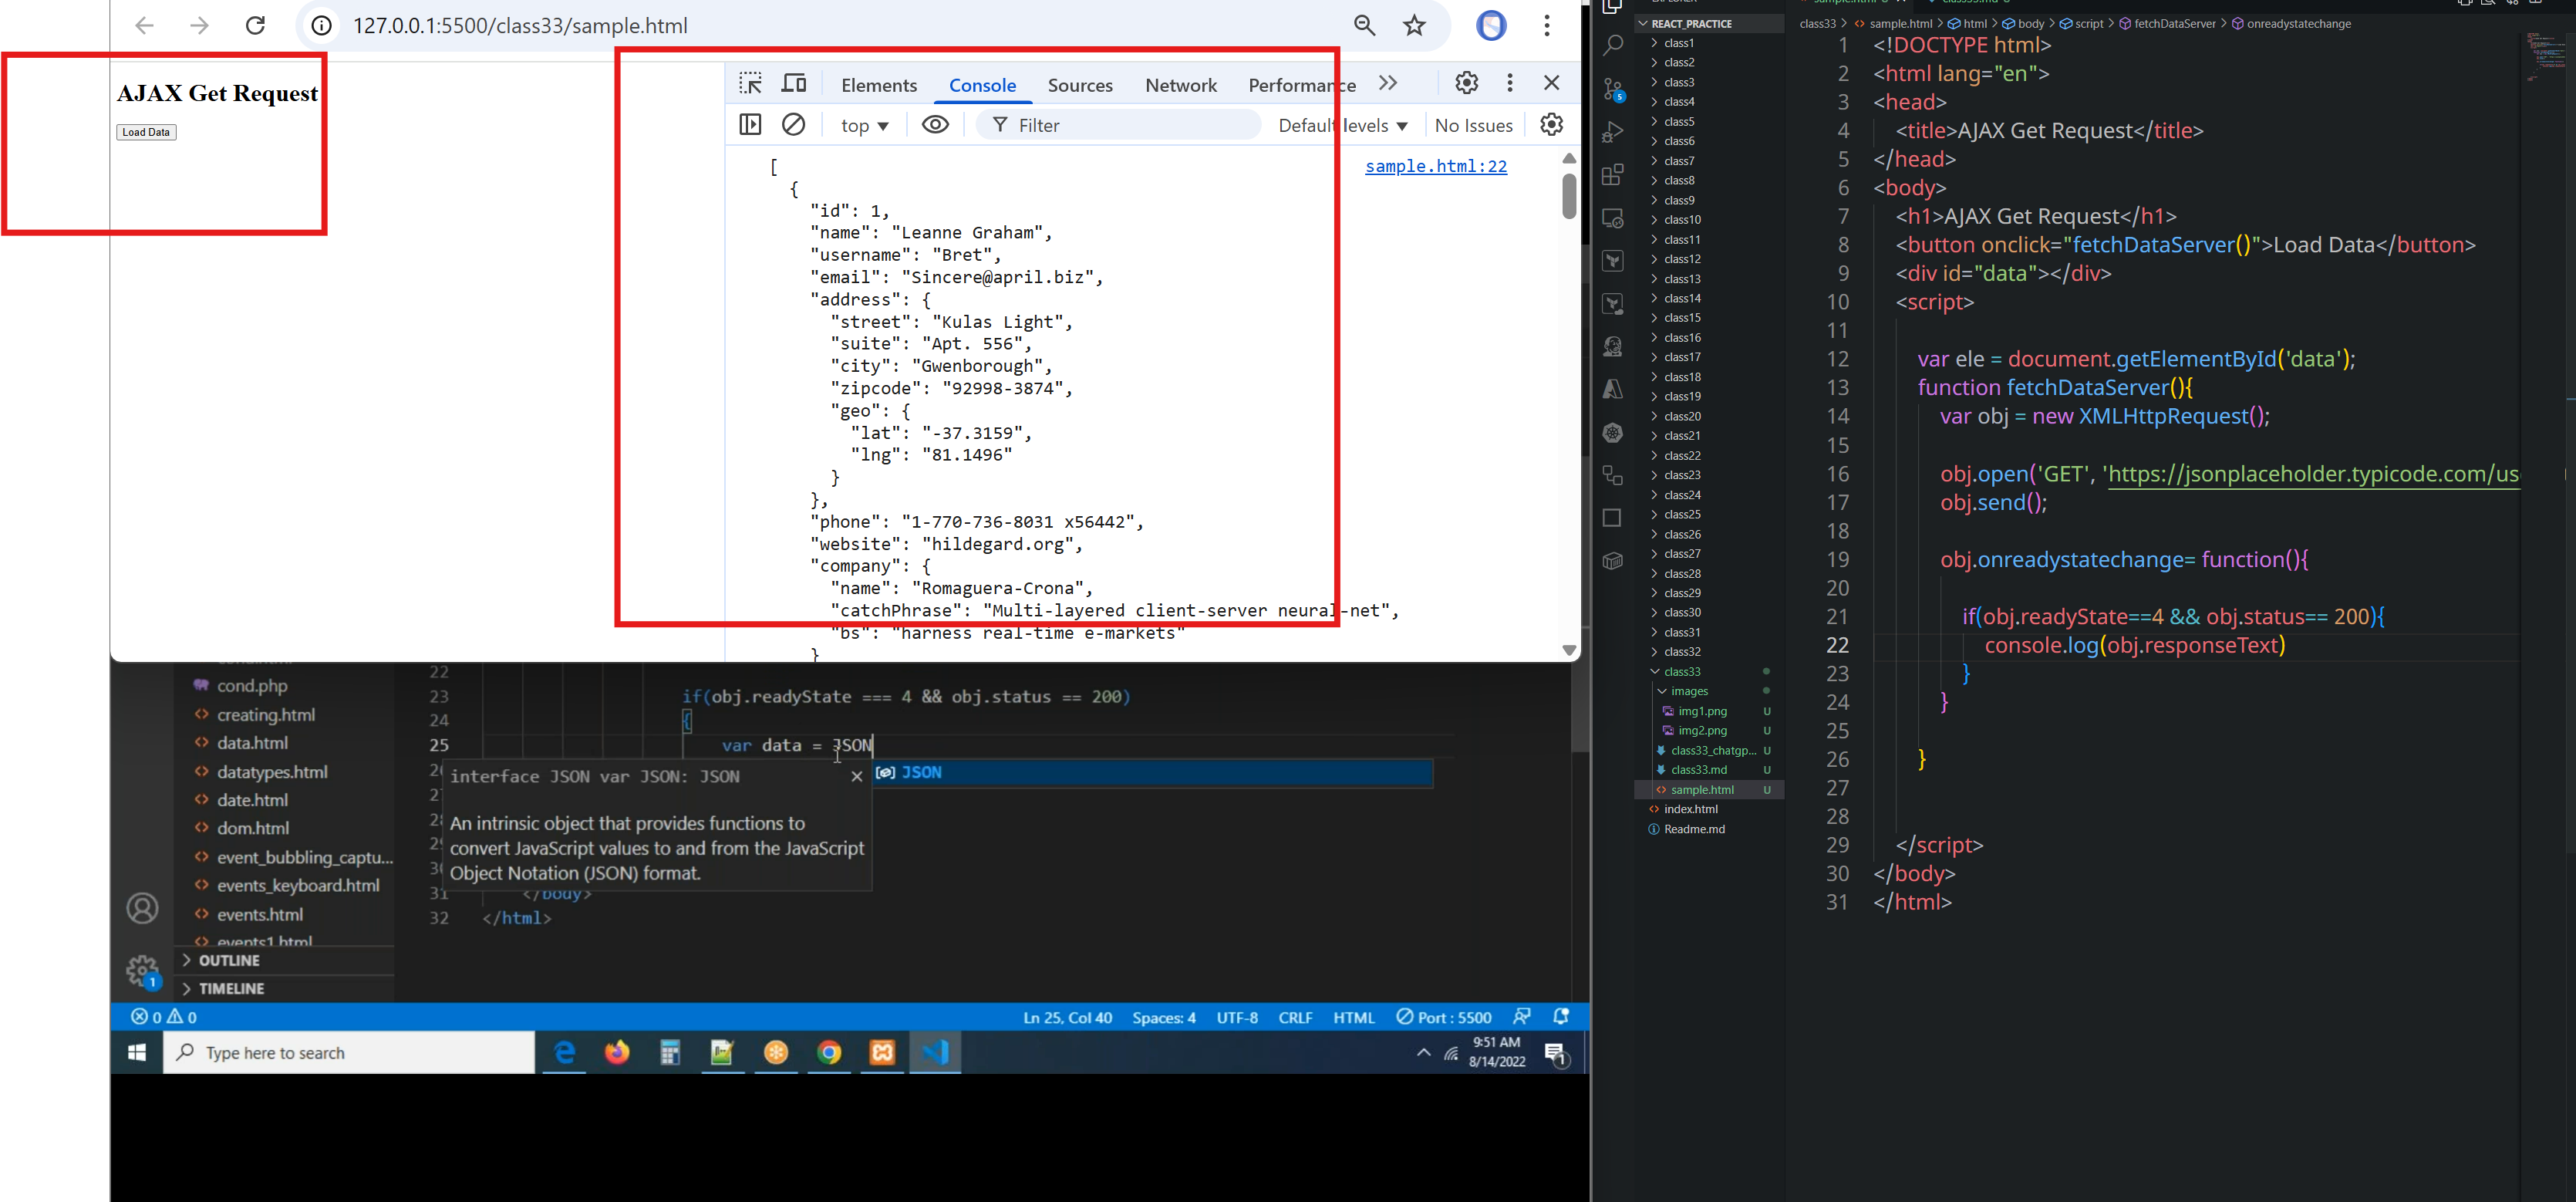 127.0.0.1:5500/class33/sample.html
AJAX Get Request
Load Data
Elements
Console
Sources
Network
Performance
top
Filter
Default levels
No Issues
sample.html:22
[
{
"id": 1,
"name": "Leanne Graham",
"username": "Bret",
"email": "Sincere@april.biz",
"address": {
"street": "Kulas Light",
"suite": "Apt. 556",
"city": "Gwenborough",
"zipcode": "92998-3874",
"geo": {
"lat": "-37.3159",
"lng": "81.1496"
}
},
"phone": "1-770-736-8031 x56442",
"website": "hildegard.org",
"company": {
"name": "Romaguera-Crona",
"catchPhrase": "Multi-layered client-server neural-net",
"bs": "harness real-time e-markets"
}
cond.php
creating.html
data.html
datatypes.html
date.html
dom.html
event_bubbling_captu...
events_keyboard.html
events.html
events1.html
OUTLINE
TIMELINE
22
23 if(obj.readyState === 4 && obj.status == 200)
24 {
25 var data = JSON
JSON
interface JSON var JSON: JSON
An intrinsic object that provides functions to
convert JavaScript values to and from the JavaScript
Object Notation (JSON) format.
31 </body>
32 </html>
0 0
Ln 25, Col 40
Spaces: 4
UTF-8
CRLF
HTML
Port : 5500
1
Type here to search
9:51 AM
8/14/2022
1
5
REACT_PRACTICE
class1
class2
class3
class4
class5
class6
class7
class8
class9
class10
class11
class12
class13
class14
class15
class16
class17
class18
class19
class20
class21
class22
class23
class24
class25
class26
class27
class28
class29
class30
class31
class32
class33
images
img1.png U
img2.png U
class33_chatgp... U
class33.md U
sample.html U
index.html
Readme.md
class33 > sample.html > html > body > script > fetchDataServer > onreadystatechange
1 <!DOCTYPE html>
2 <html lang="en">
3 <head>
4 <title>AJAX Get Request</title>
5 </head>
6 <body>
7 <h1>AJAX Get Request</h1>
8 <button onclick="fetchDataServer()">Load Data</button>
9 <div id="data"></div>
10 <script>
11
12 var ele = document.getElementById('data');
13 function fetchDataServer(){
14 var obj = new XMLHttpRequest();
15
16 obj.open('GET', 'https://jsonplaceholder.typicode.com/us
17 obj.send();
18
19 obj.onreadystatechange= function(){
20
21 if(obj.readyState==4 && obj.status== 200){
22 console.log(obj.responseText)
23 }
24 }
25
26 }
27
28
29 </script>
30 </body>
31 </html>